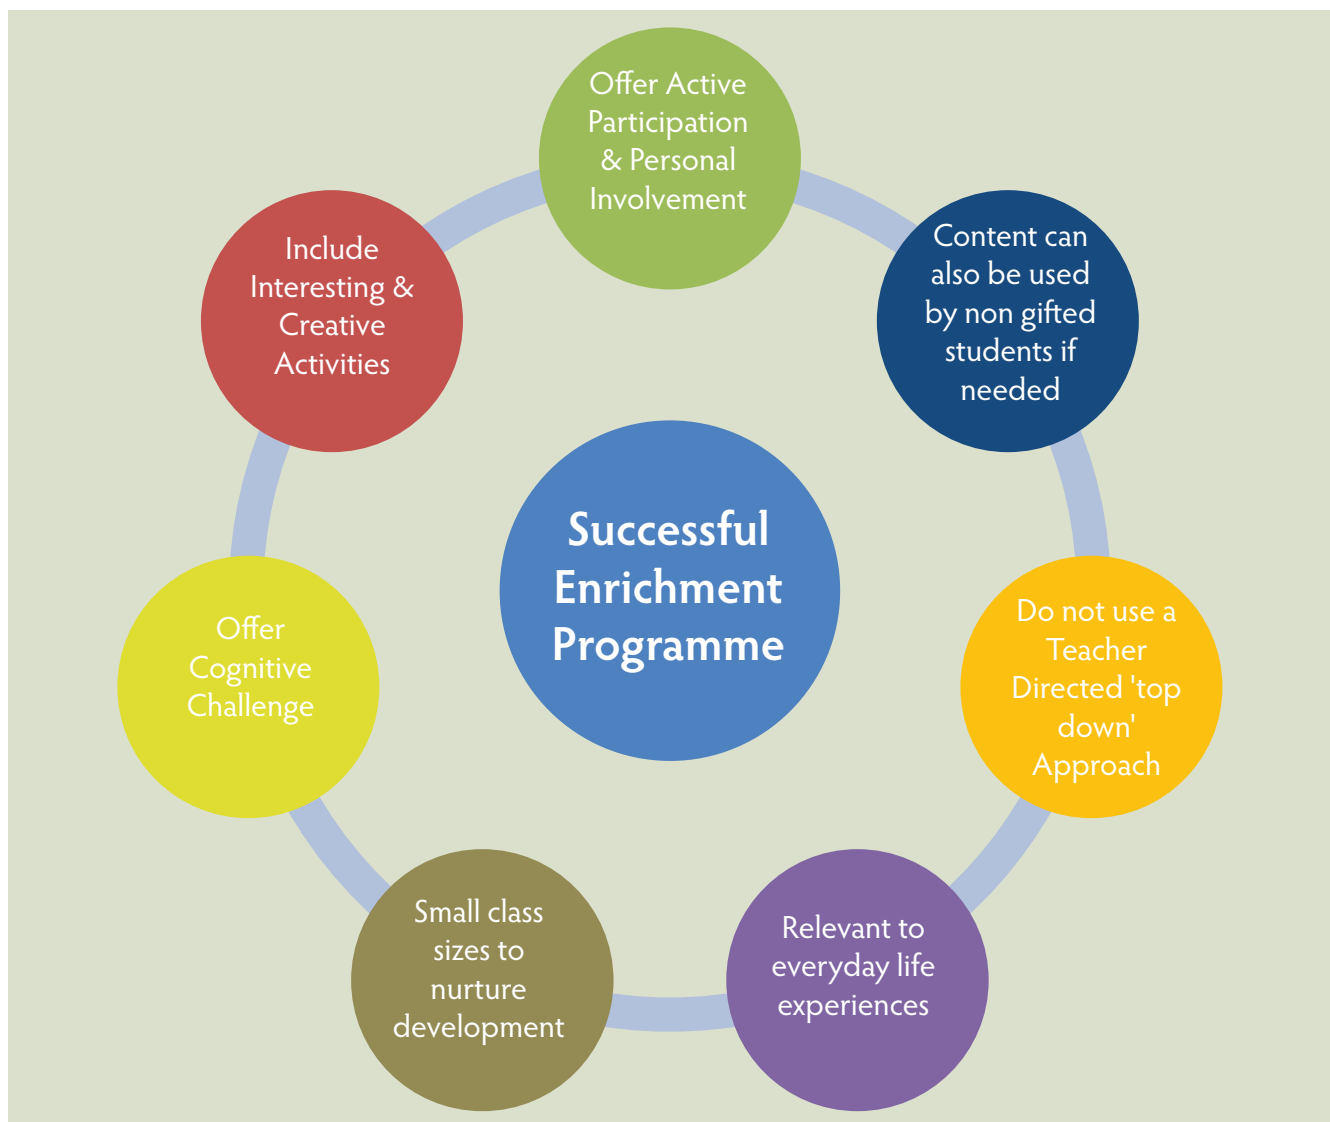 Offer Active
Participation
& Personal
Involvement
Content can
also be used
by non gifted
students if
needed
Do not use a
Teacher
Directed 'top
down'
Approach
Relevant to
everyday life
experiences
Small class
sizes to
nurture
development
Offer
Cognitive
Challenge
Include
Interesting &
Creative
Activities
Successful
Enrichment
Programme